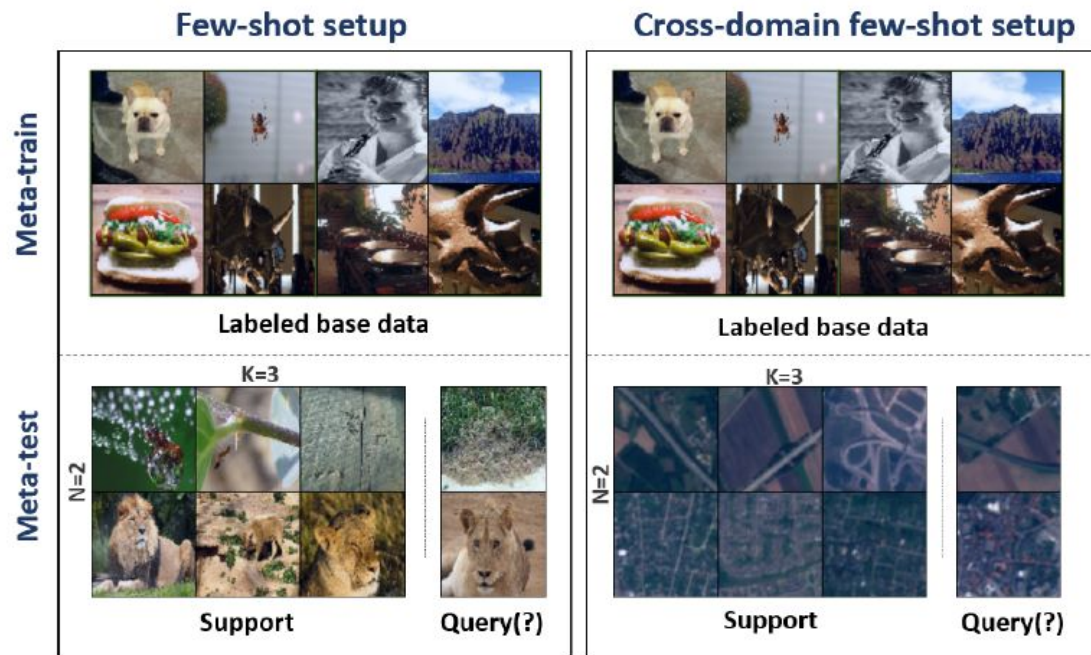 Few-shot setup
Cross-domain few-shot setup
Meta-train
Labeled base data
Labeled base data
Meta-test
K=3
N=2
Support
Query(?)
K=3
N=2
Support
Query(?)